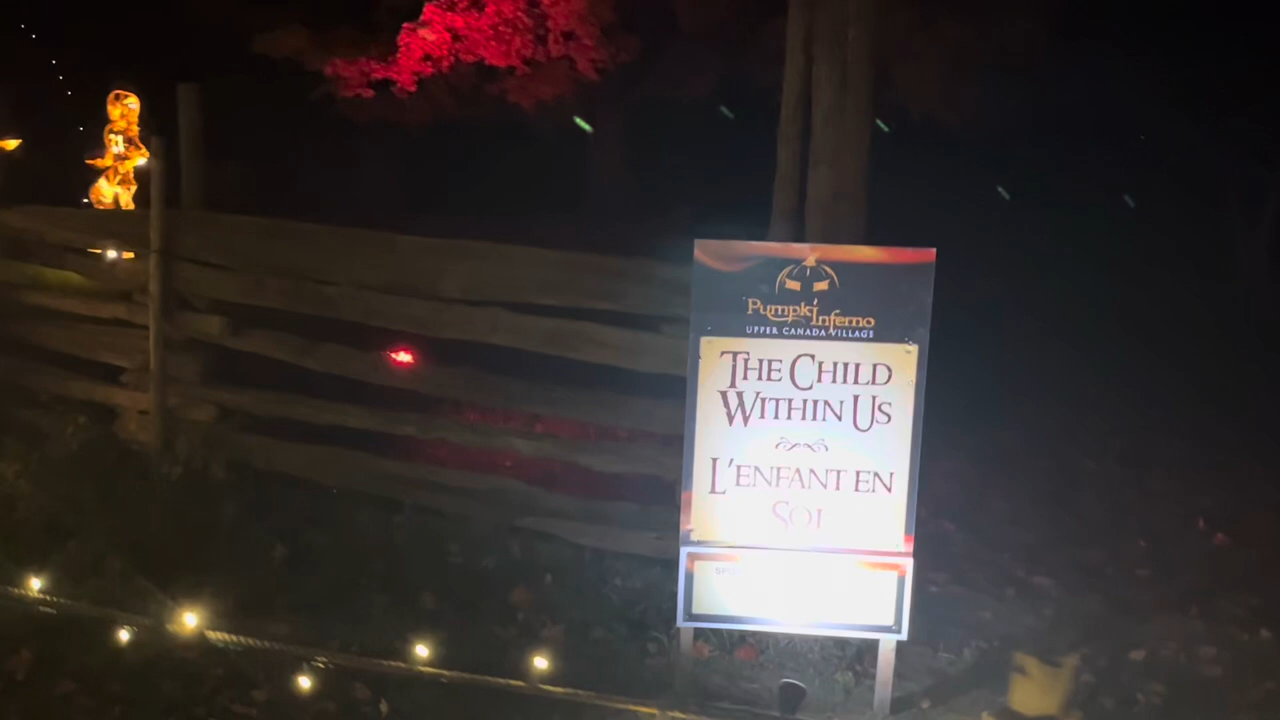 PumpkInferno
UPPER CANADA VILLAGE
THE CHILD
WITHIN US
L'ENFANT EN
SOI